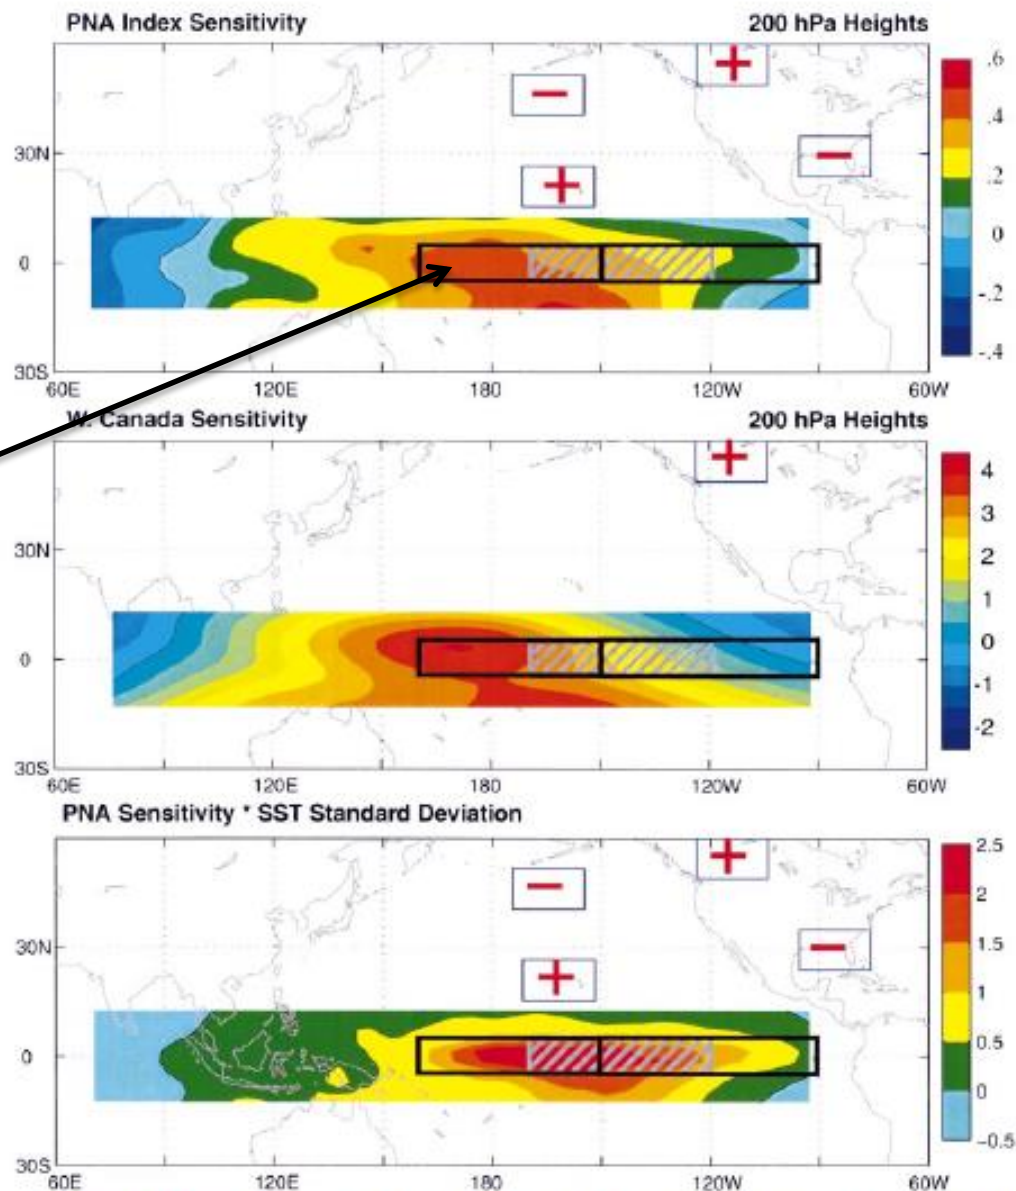 PNA Index Sensitivity 200 hPa Heights
.6
.4
.2
0
-.2
-.4
30N
0
30S
60E 120E 180 120W 60W
W. Canada Sensitivity 200 hPa Heights
4
3
2
1
0
-1
-2
30N
0
30S
60E 120E 180 120W 60W
PNA Sensitivity * SST Standard Deviation
2.5
2
1.5
1
0.5
0
-0.5
30N
0
30S
60E 120E 180 120W 60W